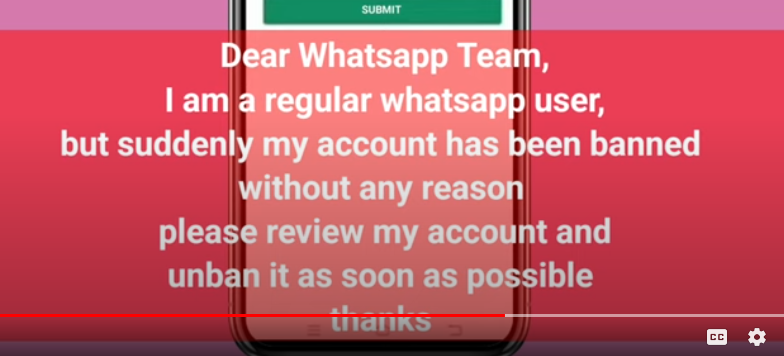 SUBMIT
Dear Whatsapp Team,
I am a regular whatsapp user,
but suddenly my account has been banned
without any reason
please review my account and
unban it as soon as possible
thanks
CC